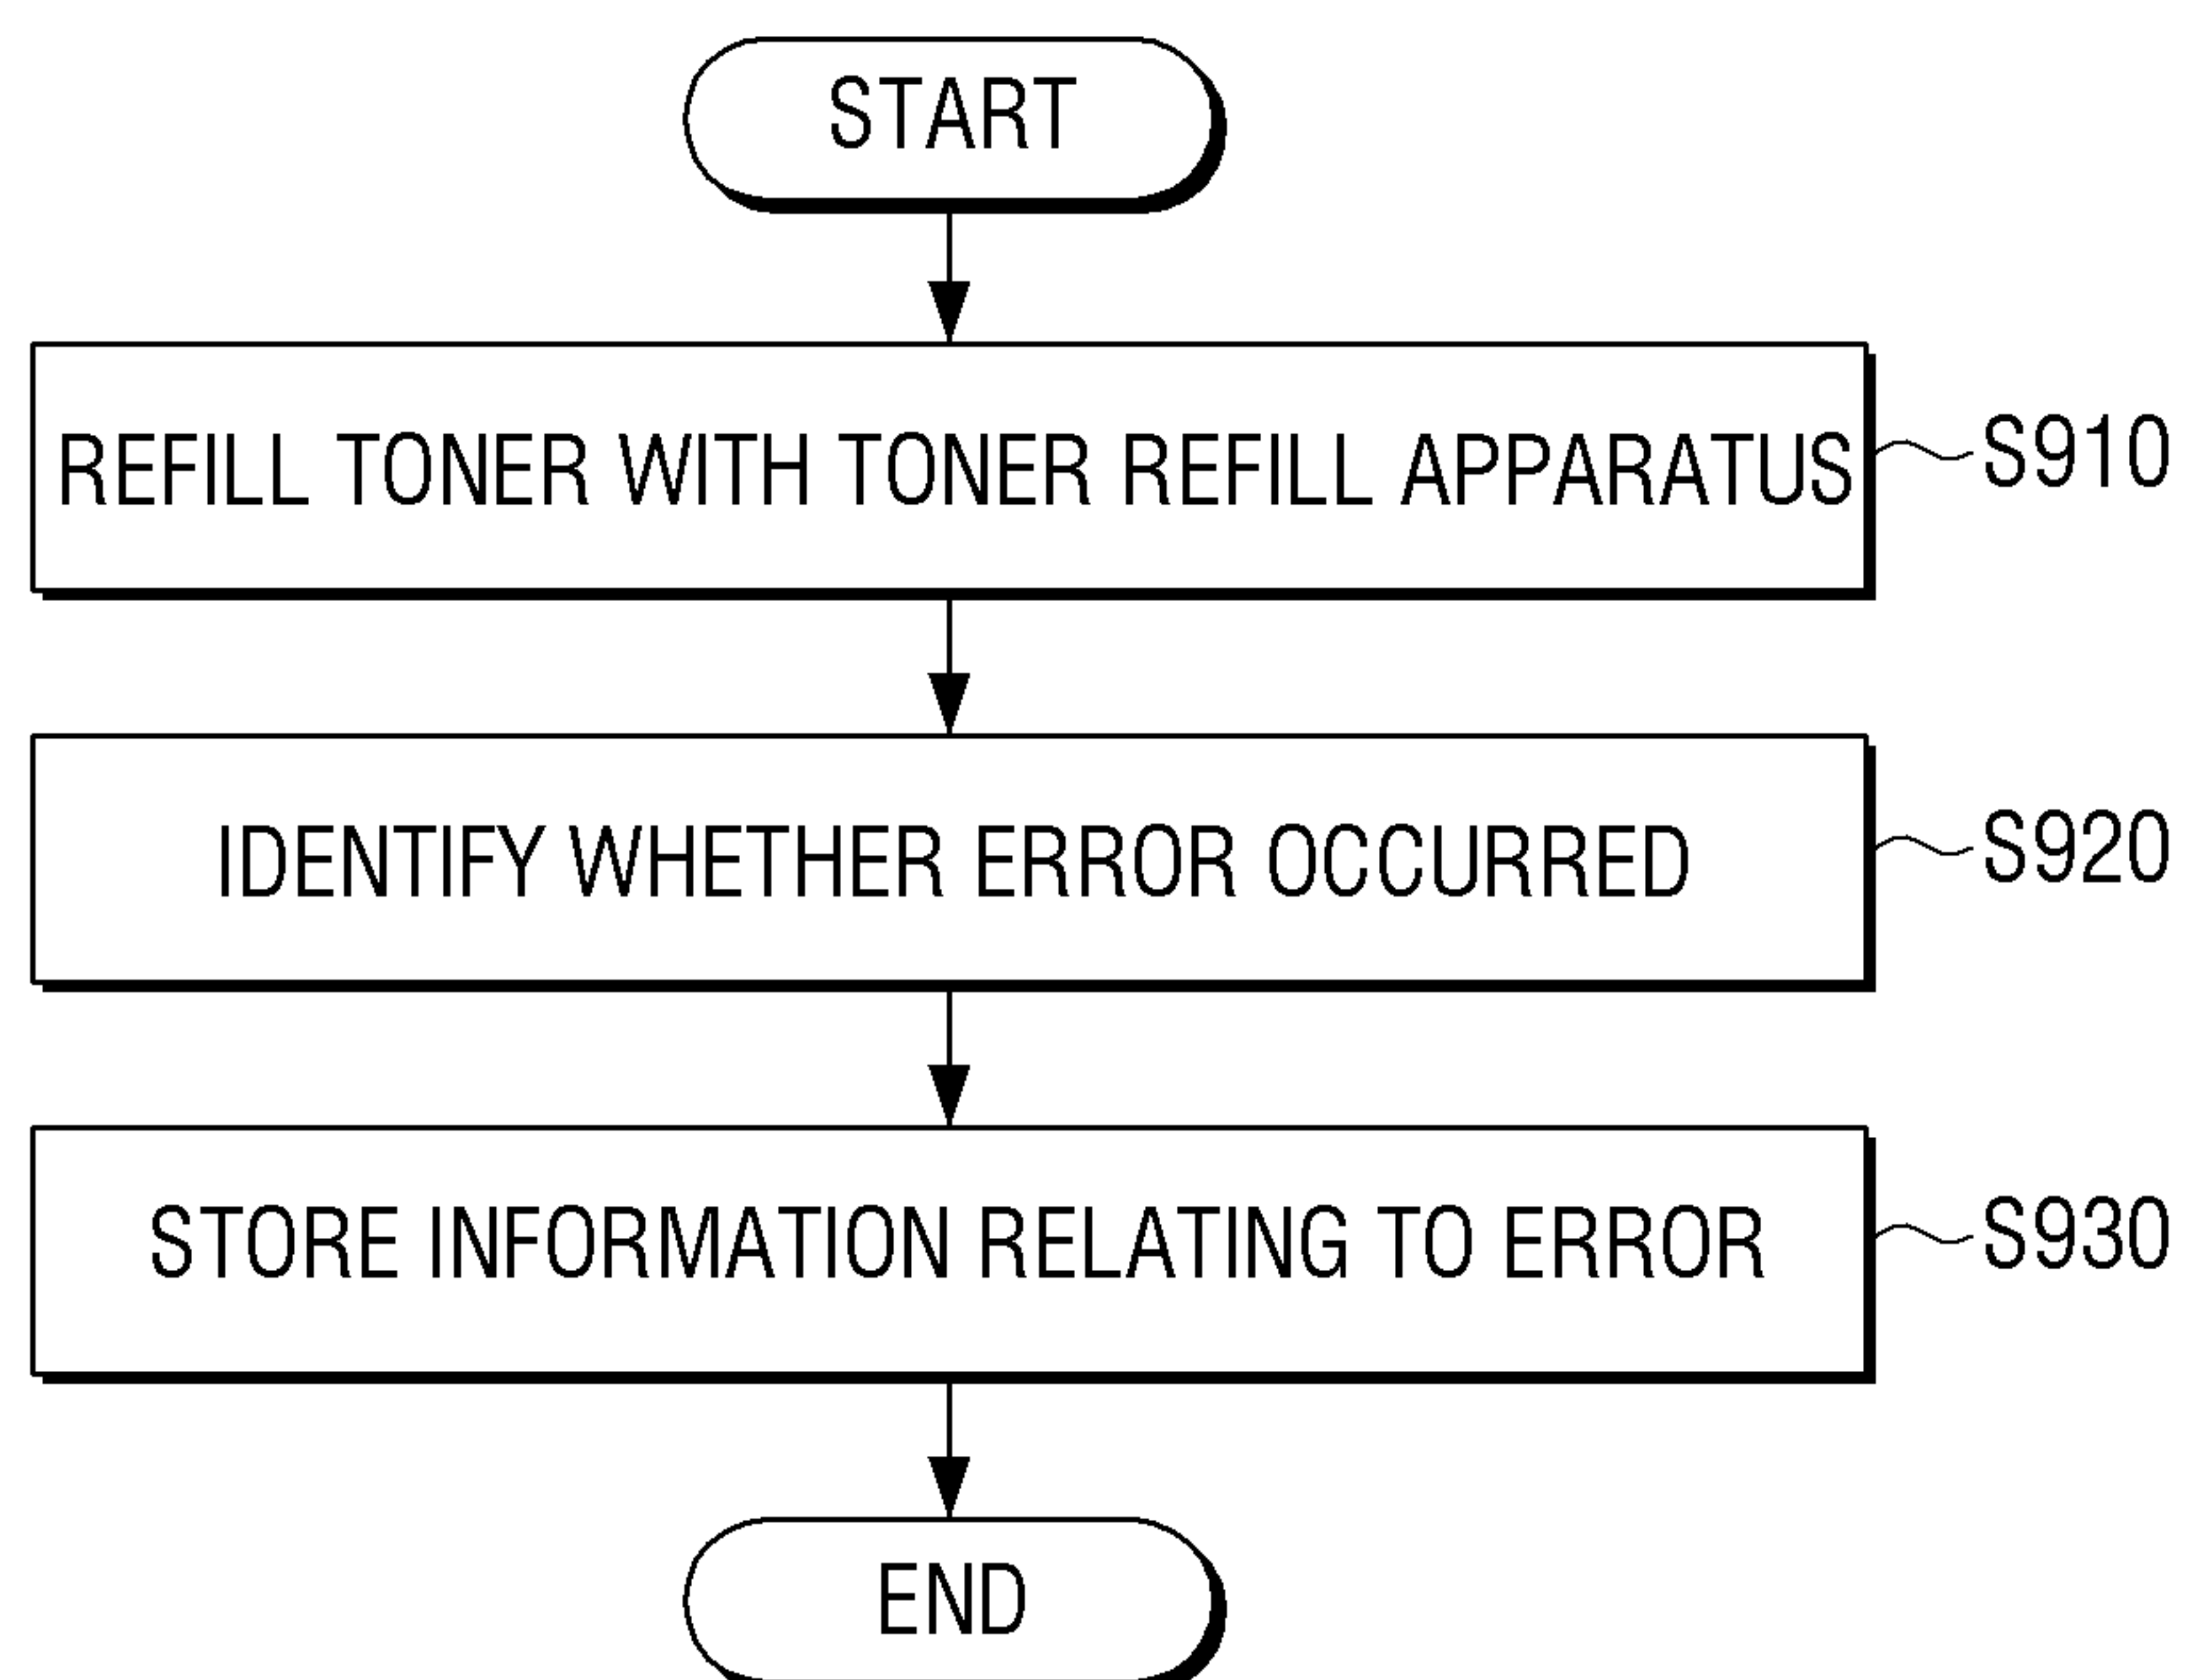 START
REFILL TONER WITH TONER REFILL APPARATUS
S910
IDENTIFY WHETHER ERROR OCCURRED
S920
STORE INFORMATION RELATING TO ERROR
S930
END